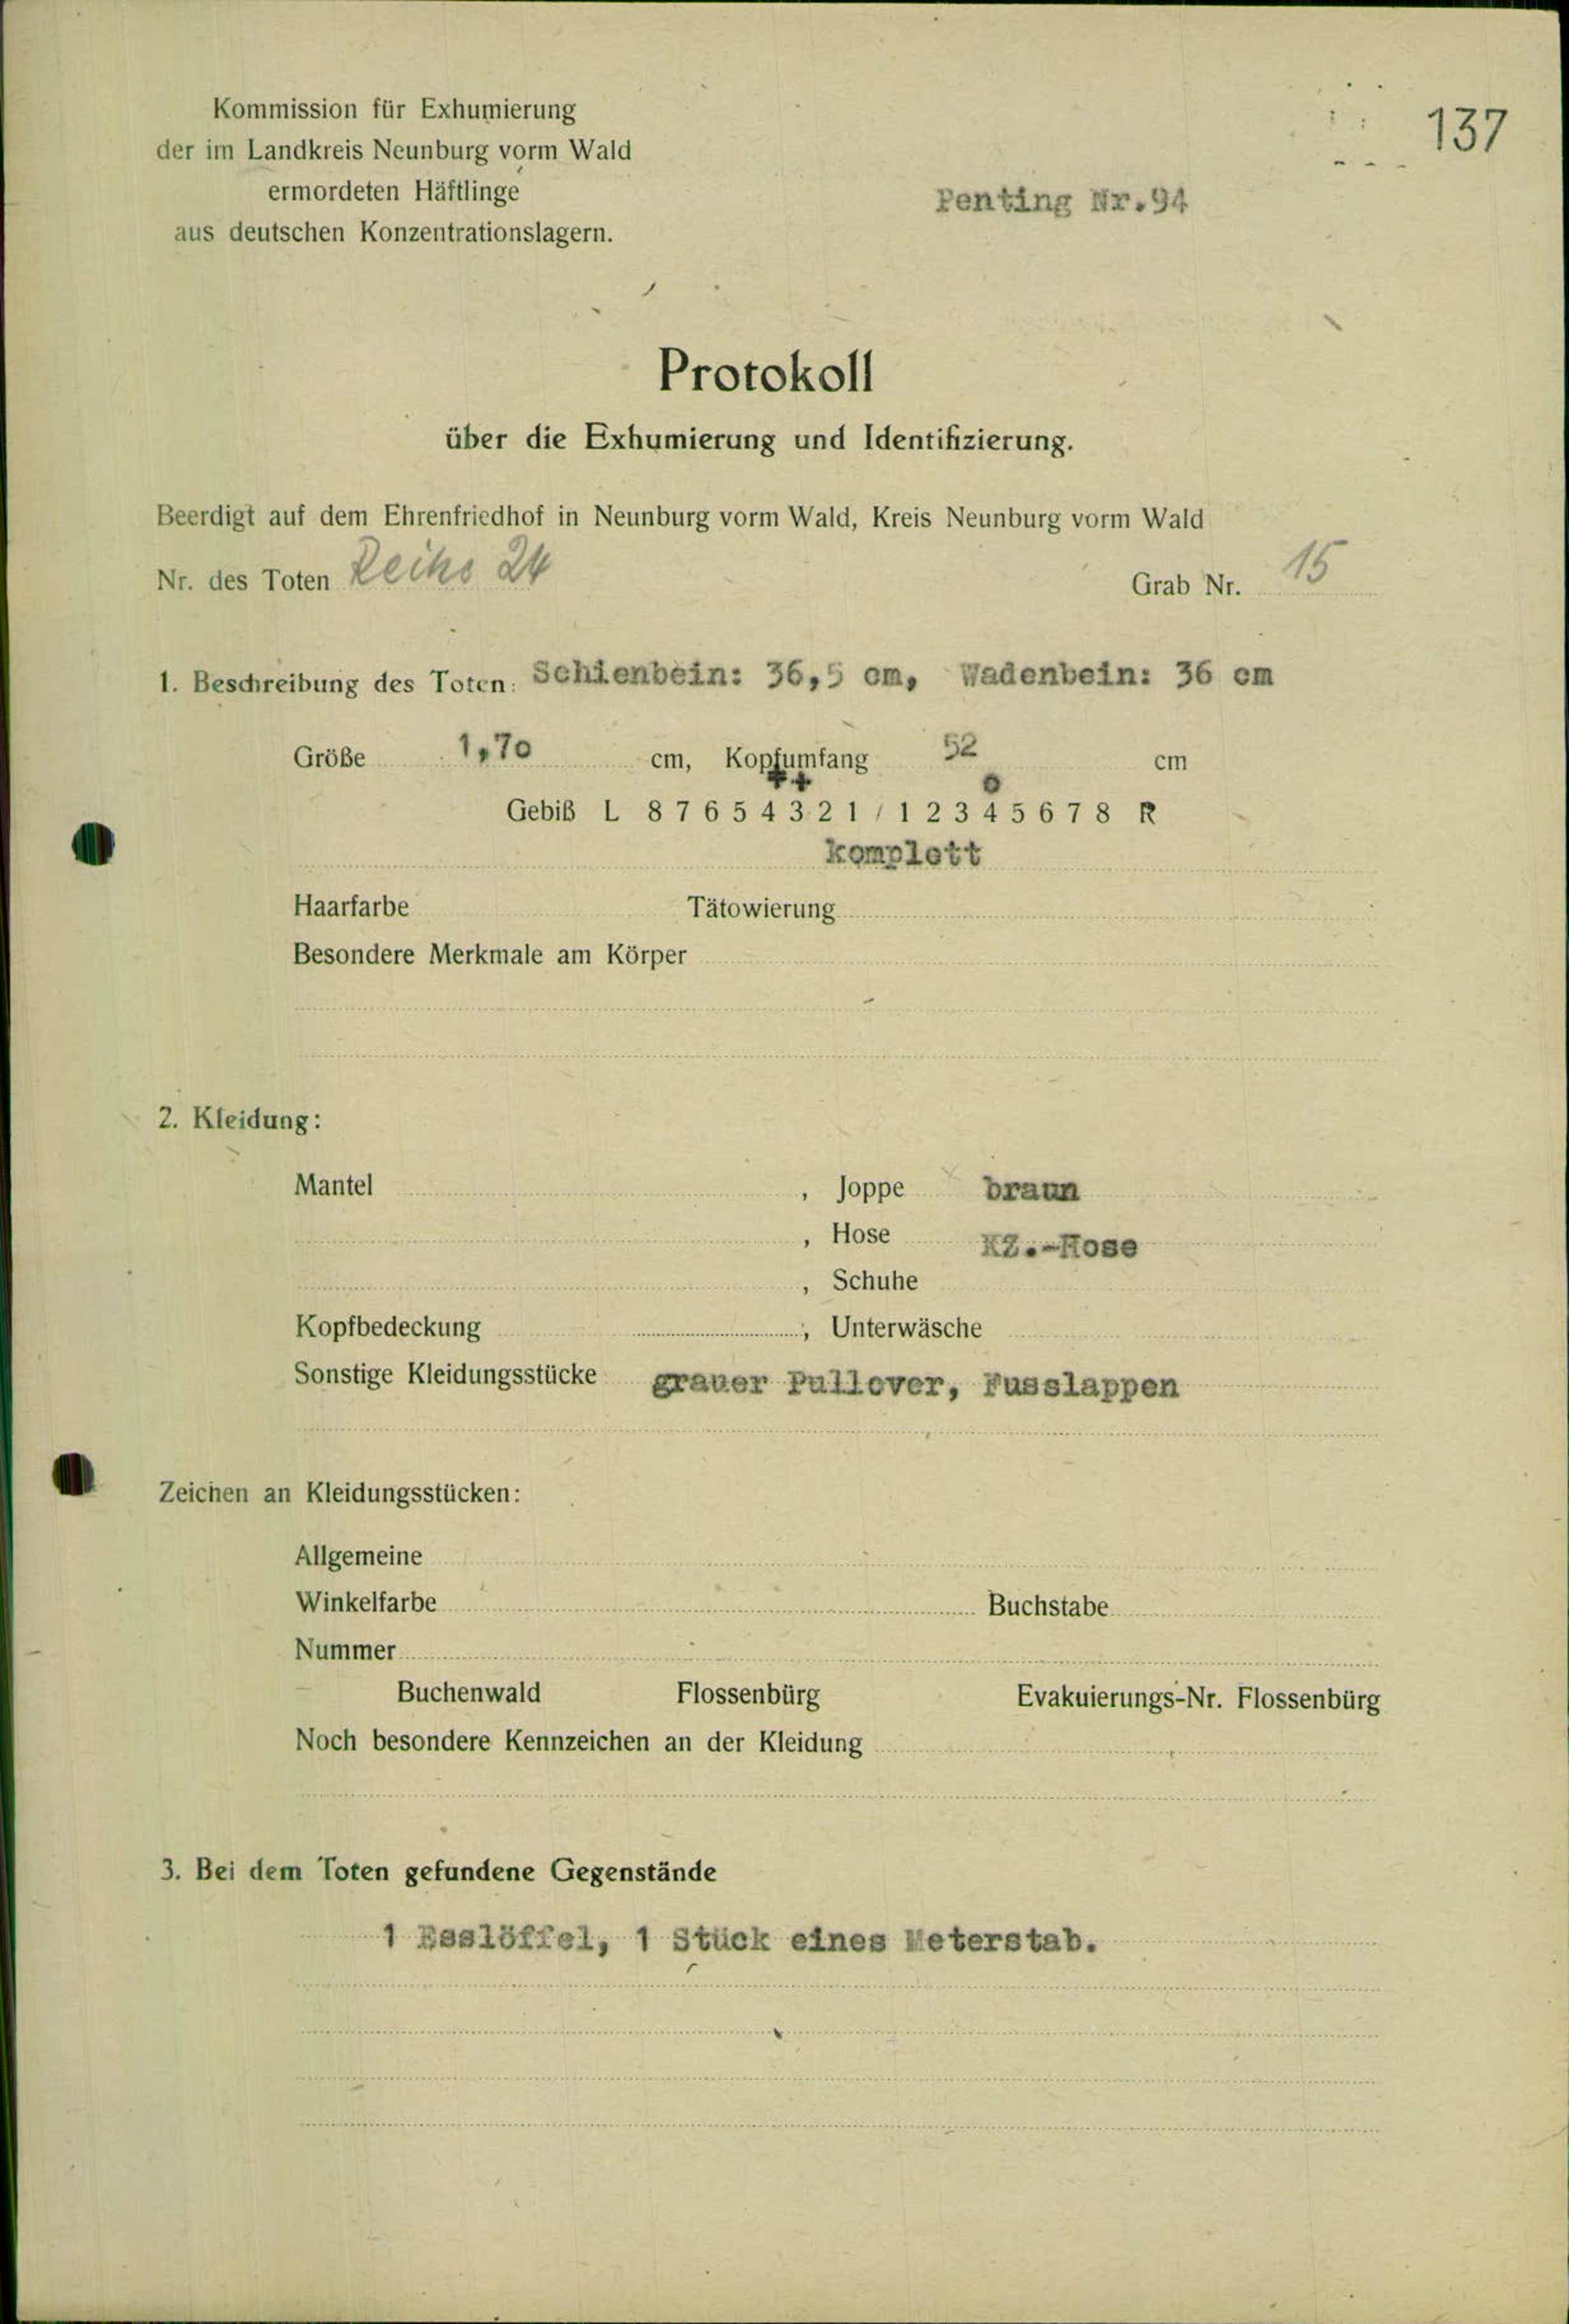 137
Kommission für Exhumierung
der im Landkreis Neunburg vorm Wald
ermordeten Häftlinge
aus deutschen Konzentrationslagern.
Penting Nr.94
Protokoll
über die Exhumierung und Identifizierung.
Beerdigt auf dem Ehrenfriedhof in Neunburg vorm Wald, Kreis Neunburg vorm Wald
Nr. des Toten Reihe 24 Grab Nr. 15
1. Beschreibung des Toten: Schienbein: 36,5 cm, Wadenbein: 36 cm
Größe 1,70 cm, Kopfumfang 52 cm
++ o
Gebiß L 8 7 6 5 4 3 2 1 / 1 2 3 4 5 6 7 8 R
komplett
Haarfarbe Tätowierung
Besondere Merkmale am Körper
2. Kleidung:
Mantel , Joppe braun
, Hose KZ.-Hose
, Schuhe
Kopfbedeckung , Unterwäsche
Sonstige Kleidungsstücke grauer Pullover, Fusslappen
Zeichen an Kleidungsstücken:
Allgemeine
Winkelfarbe Buchstabe
Nummer
Buchenwald Flossenbürg Evakuierungs-Nr. Flossenbürg
Noch besondere Kennzeichen an der Kleidung
3. Bei dem Toten gefundene Gegenstände
1 Esslöffel, 1 Stück eines Meterstab.